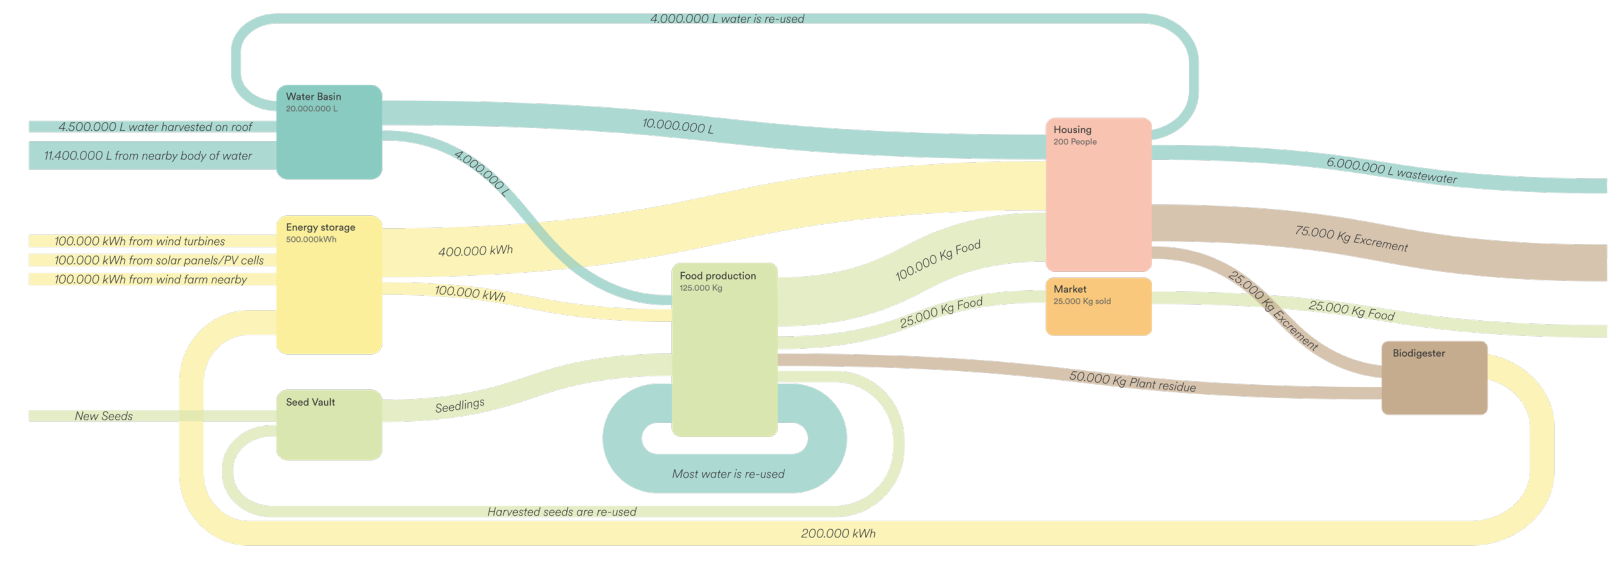 4.000.000 L water is re-used
Water Basin
20.000.000 L
4.500.000 L water harvested on roof
11.400.000 L from nearby body of water
10.000.000 L
4.000.000 L
Housing
200 People
6.000.000 L wastewater
Energy storage
500.000kWh
100.000 kWh from wind turbines
100.000 kWh from solar panels/PV cells
100.000 kWh from wind farm nearby
400.000 kWh
100.000 kWh
Food production
125.000 Kg
100.000 Kg Food
25.000 Kg Food
75.000 Kg Excrement
25.000 Kg Excrement
Market
25.000 Kg sold
25.000 Kg Food
Biodigester
50.000 Kg Plant residue
Seed Vault
New Seeds
Seedlings
Most water is re-used
Harvested seeds are re-used
200.000 kWh